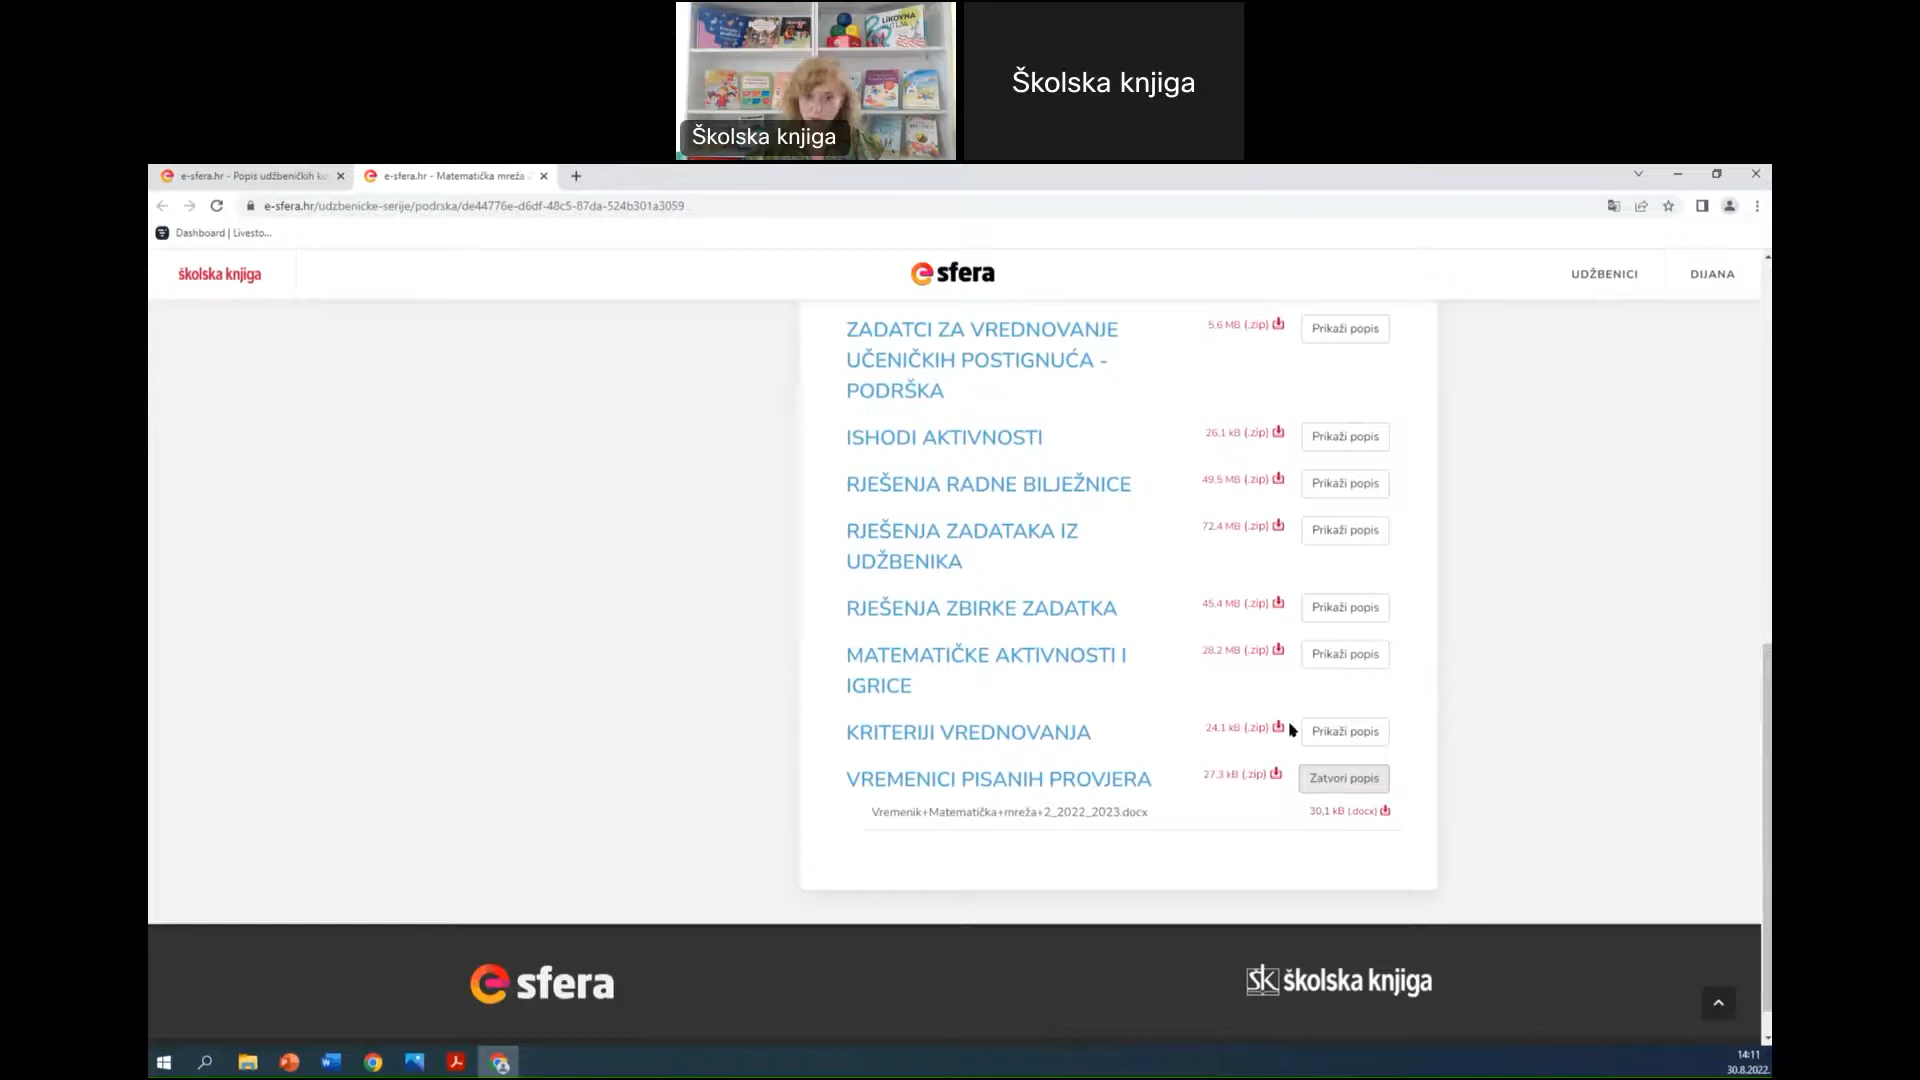 LIKOVNA
Školska knjiga
Školska knjiga
e-sfera.hr - Popis udžbeničkih
e-sfera.hr - Matematička mreža
e-sfera.hr/udzbenicke-serije/podrska/de44776e-d6df-48c5-87da-524b301a3059
Dashboard | Livesto...
školska knjiga
e sfera
UDŽBENICI
DIJANA
ZADATCI ZA VREDNOVANJE
UČENIČKIH POSTIGNUĆA -
PODRŠKA
5.6 MB (.zip)
Prikaži popis
ISHODI AKTIVNOSTI
26,1 kB (.zip)
Prikaži popis
RJEŠENJA RADNE BILJEŽNICE
49.5 MB (.zip)
Prikaži popis
RJEŠENJA ZADATAKA IZ
UDŽBENIKA
72.4 MB (.zip)
Prikaži popis
RJEŠENJA ZBIRKE ZADATKA
45.4 MB (.zip)
Prikaži popis
MATEMATIČKE AKTIVNOSTI I
IGRICE
28.2 MB (.zip)
Prikaži popis
KRITERIJI VREDNOVANJA
24,1 kB (.zip)
Prikaži popis
VREMENICI PISANIH PROVJERA
27,3 kB (.zip)
Zatvori popis
Vremenik+Matematička+mreža+2_2022_2023.docx
30,1 kB (.docx)
e sfera
ŠK školska knjiga
14:11
30.8.2022.